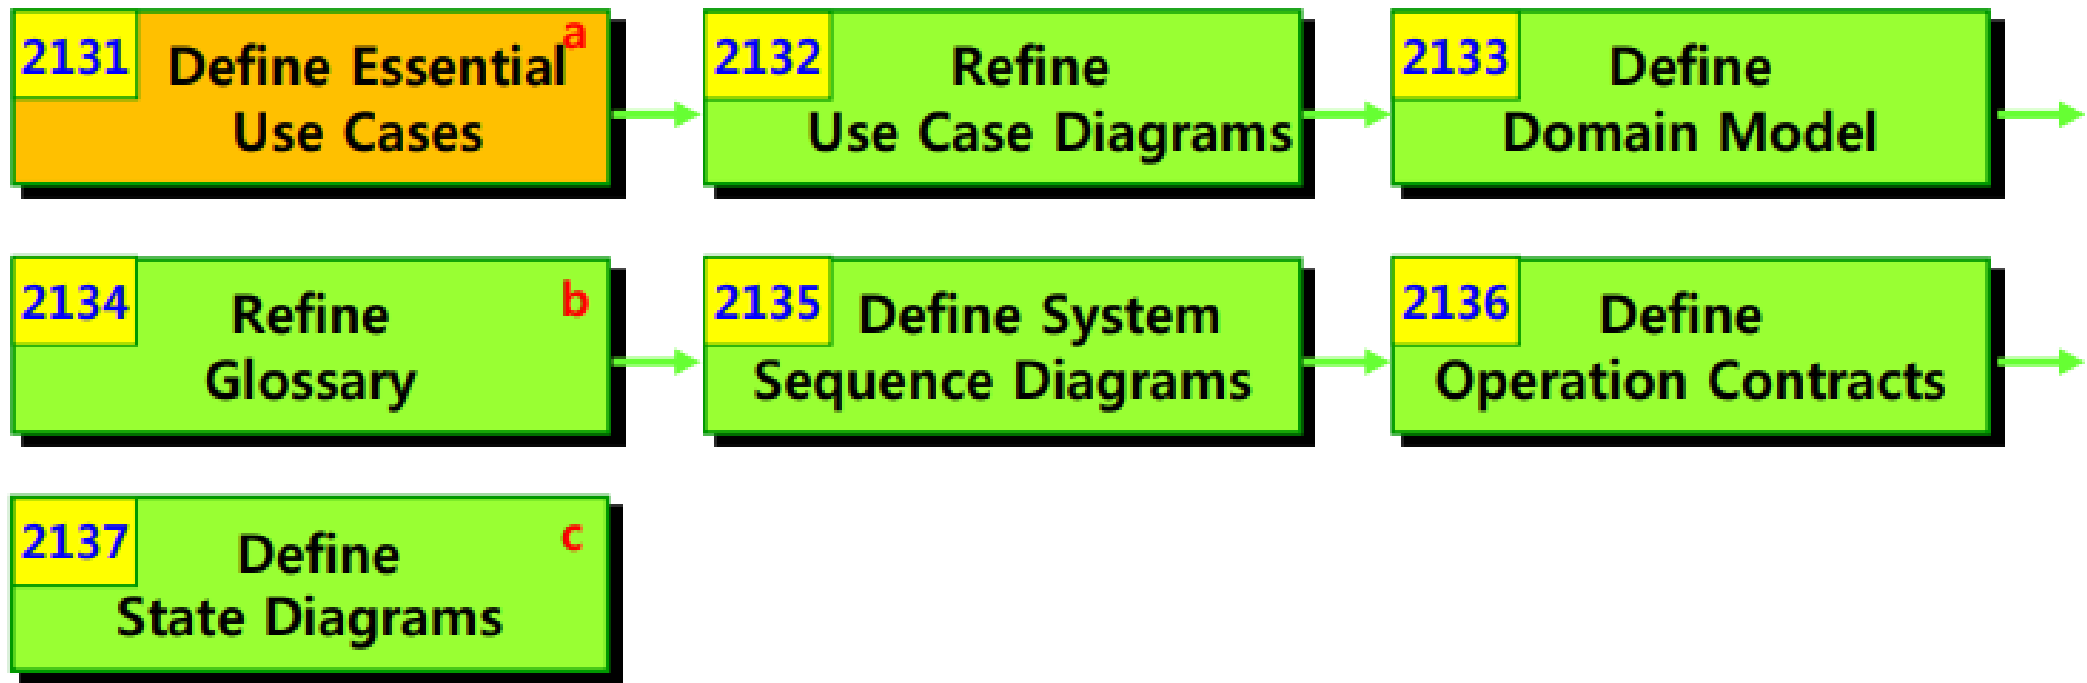 2131
a
Define Essential
Use Cases
2132
Refine
Use Case Diagrams
2133
Define
Domain Model
2134
b
Refine
Glossary
2135
Define System
Sequence Diagrams
2136
Define
Operation Contracts
2137
c
Define
State Diagrams